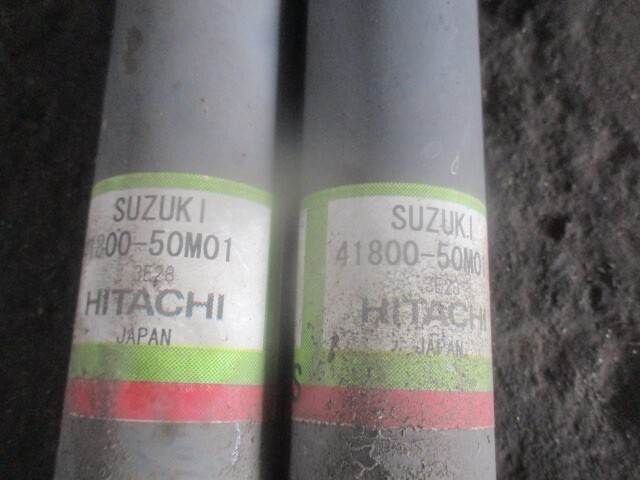 SUZUKI
41800-50M01
3E28
HITACHI
JAPAN
SUZUKI
41800-50M01
3E28
HITACHI
JAPAN
S